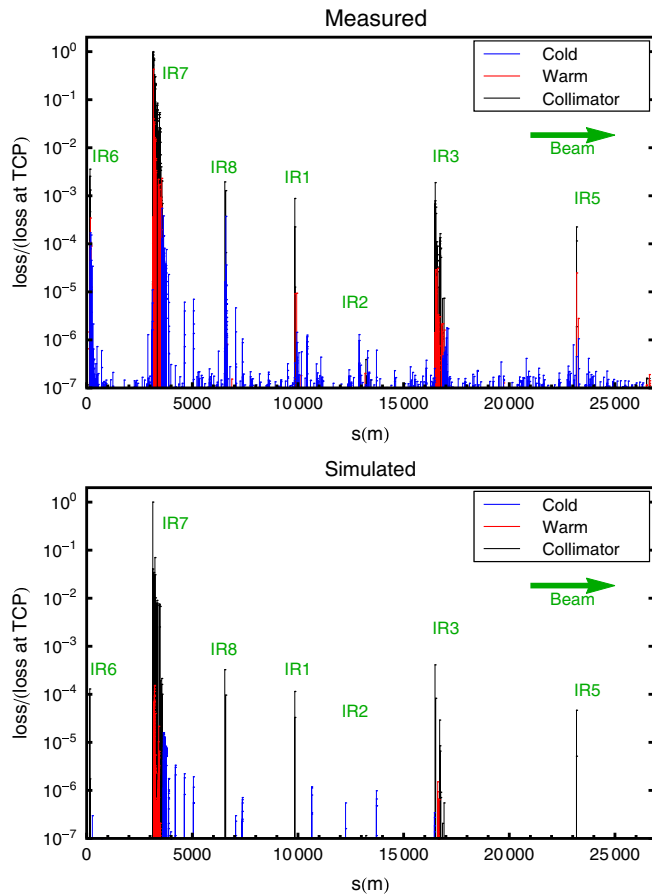 Measured
10^0
10^-1
10^-2
10^-3
10^-4
10^-5
10^-6
10^-7
loss/(loss at TCP)
IR6
IR7
IR8
IR1
IR2
IR3
IR5
Cold
Warm
Collimator
Beam
0 5000 10 000 15 000 20 000 25 000
s(m)
Simulated
10^0
10^-1
10^-2
10^-3
10^-4
10^-5
10^-6
10^-7
loss/(loss at TCP)
IR6
IR7
IR8
IR1
IR2
IR3
IR5
Cold
Warm
Collimator
Beam
0 5000 10 000 15 000 20 000 25 000
s(m)